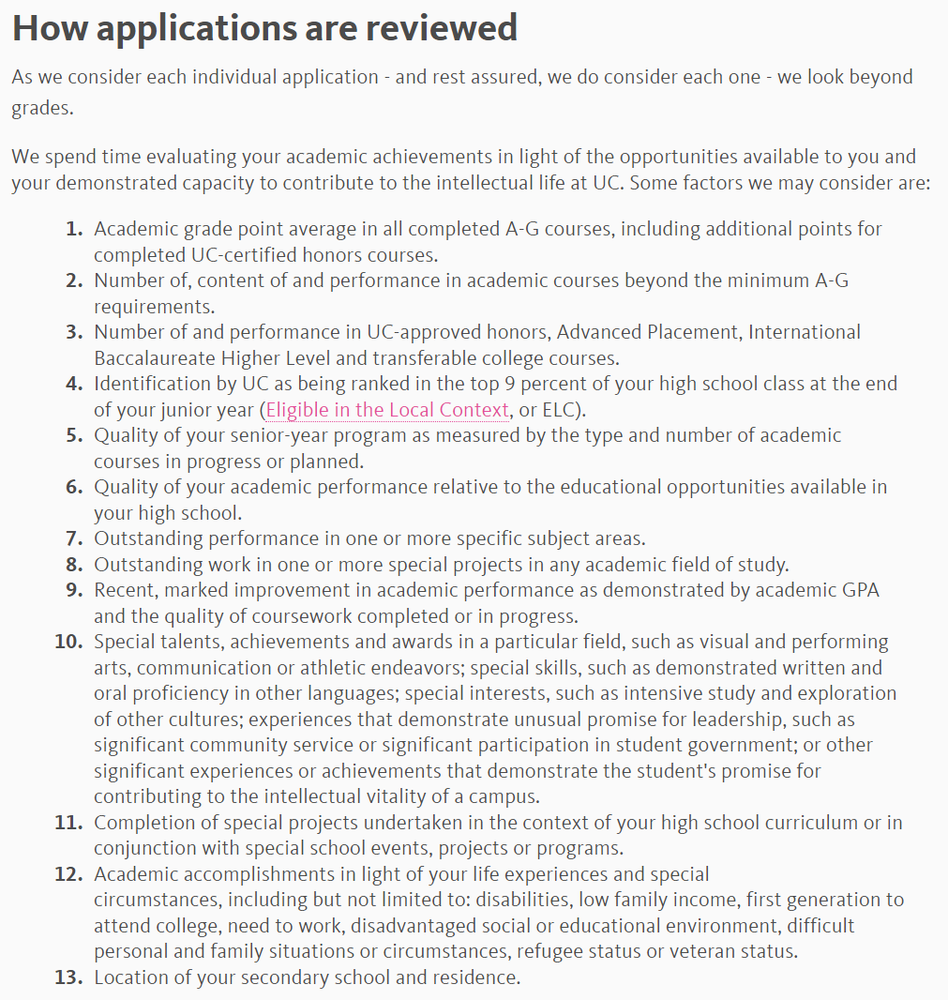 How applications are reviewed
As we consider each individual application - and rest assured, we do consider each one - we look beyond
grades.
We spend time evaluating your academic achievements in light of the opportunities available to you and
your demonstrated capacity to contribute to the intellectual life at UC. Some factors we may consider are:
1. Academic grade point average in all completed A-G courses, including additional points for
completed UC-certified honors courses.
2. Number of, content of and performance in academic courses beyond the minimum A-G
requirements.
3. Number of and performance in UC-approved honors, Advanced Placement, International
Baccalaureate Higher Level and transferable college courses.
4. Identification by UC as being ranked in the top 9 percent of your high school class at the end
of your junior year (Eligible in the Local Context, or ELC).
5. Quality of your senior-year program as measured by the type and number of academic
courses in progress or planned.
6. Quality of your academic performance relative to the educational opportunities available in
your high school.
7. Outstanding performance in one or more specific subject areas.
8. Outstanding work in one or more special projects in any academic field of study.
9. Recent, marked improvement in academic performance as demonstrated by academic GPA
and the quality of coursework completed or in progress.
10. Special talents, achievements and awards in a particular field, such as visual and performing
arts, communication or athletic endeavors; special skills, such as demonstrated written and
oral proficiency in other languages; special interests, such as intensive study and exploration
of other cultures; experiences that demonstrate unusual promise for leadership, such as
significant community service or significant participation in student government; or other
significant experiences or achievements that demonstrate the student's promise for
contributing to the intellectual vitality of a campus.
11. Completion of special projects undertaken in the context of your high school curriculum or in
conjunction with special school events, projects or programs.
12. Academic accomplishments in light of your life experiences and special
circumstances, including but not limited to: disabilities, low family income, first generation to
attend college, need to work, disadvantaged social or educational environment, difficult
personal and family situations or circumstances, refugee status or veteran status.
13. Location of your secondary school and residence.